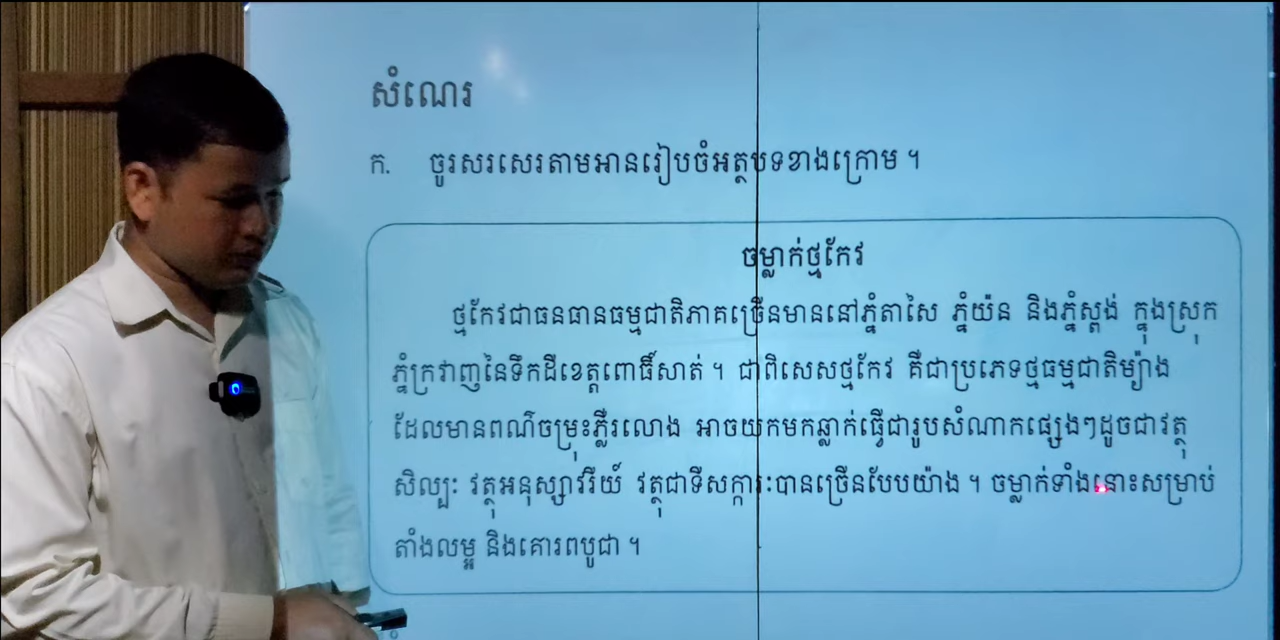 សំណេរ
ក. ចូរសរសេរតាមអានរៀបចំអត្ថបទខាងក្រោម ។
ចម្លាក់ថ្មកែវ
ថ្មកែវជាធនធានធម្មជាតិភាគច្រើនមាននៅភ្នំតាសៃ ភ្នំយ៉ន និងភ្នំស្ពង់ ក្នុងស្រុក
ភ្នំក្រវាញនៃទឹកដីខេត្តពោធិ៍សាត់ ។ ជាពិសេសថ្មកែវ គឺជាប្រភេទថ្មធម្មជាតិម្យ៉ាង
ដែលមានពណ៌ចម្រុះភ្លឺរលោង អាចយកមកឆ្លាក់ធ្វើជារូបសំណាកផ្សេងៗដូចជាវត្ថុ
សិល្បៈ វត្ថុអនុស្សាវរីយ៍ វត្ថុជាទីសក្ការៈបានច្រើនបែបយ៉ាង ។ ចម្លាក់ទាំងនោះសម្រាប់
តាំងលម្អ និងគោរពបូជា ។